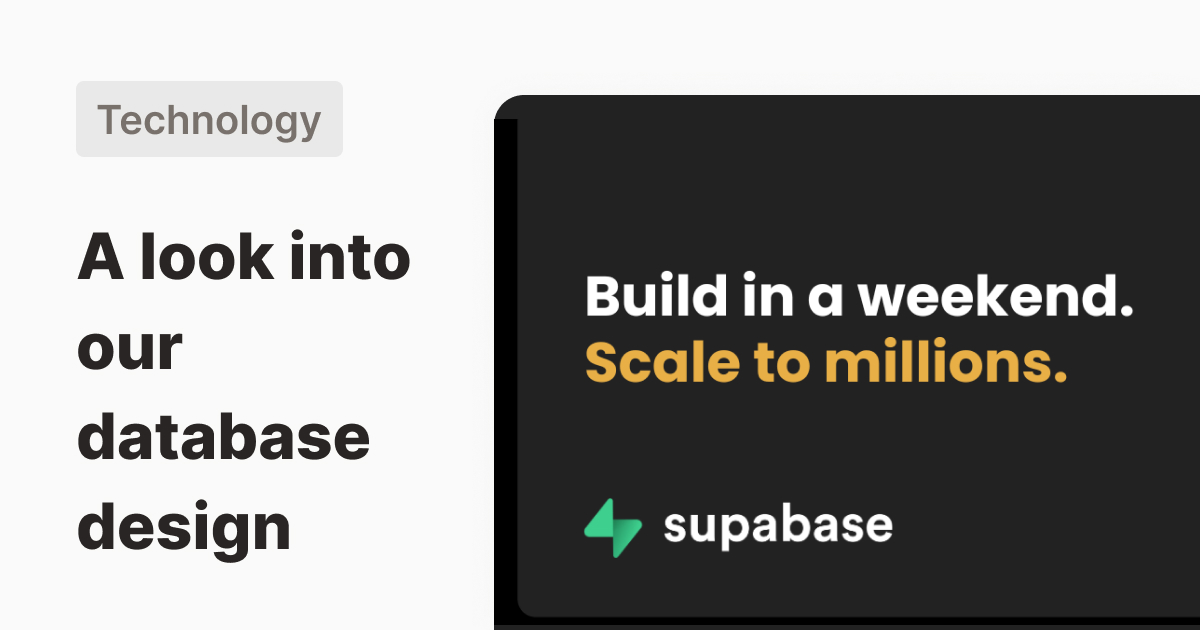 Technology
A look into
our
database
design
Build in a weekend.
Scale to millions.
supabase